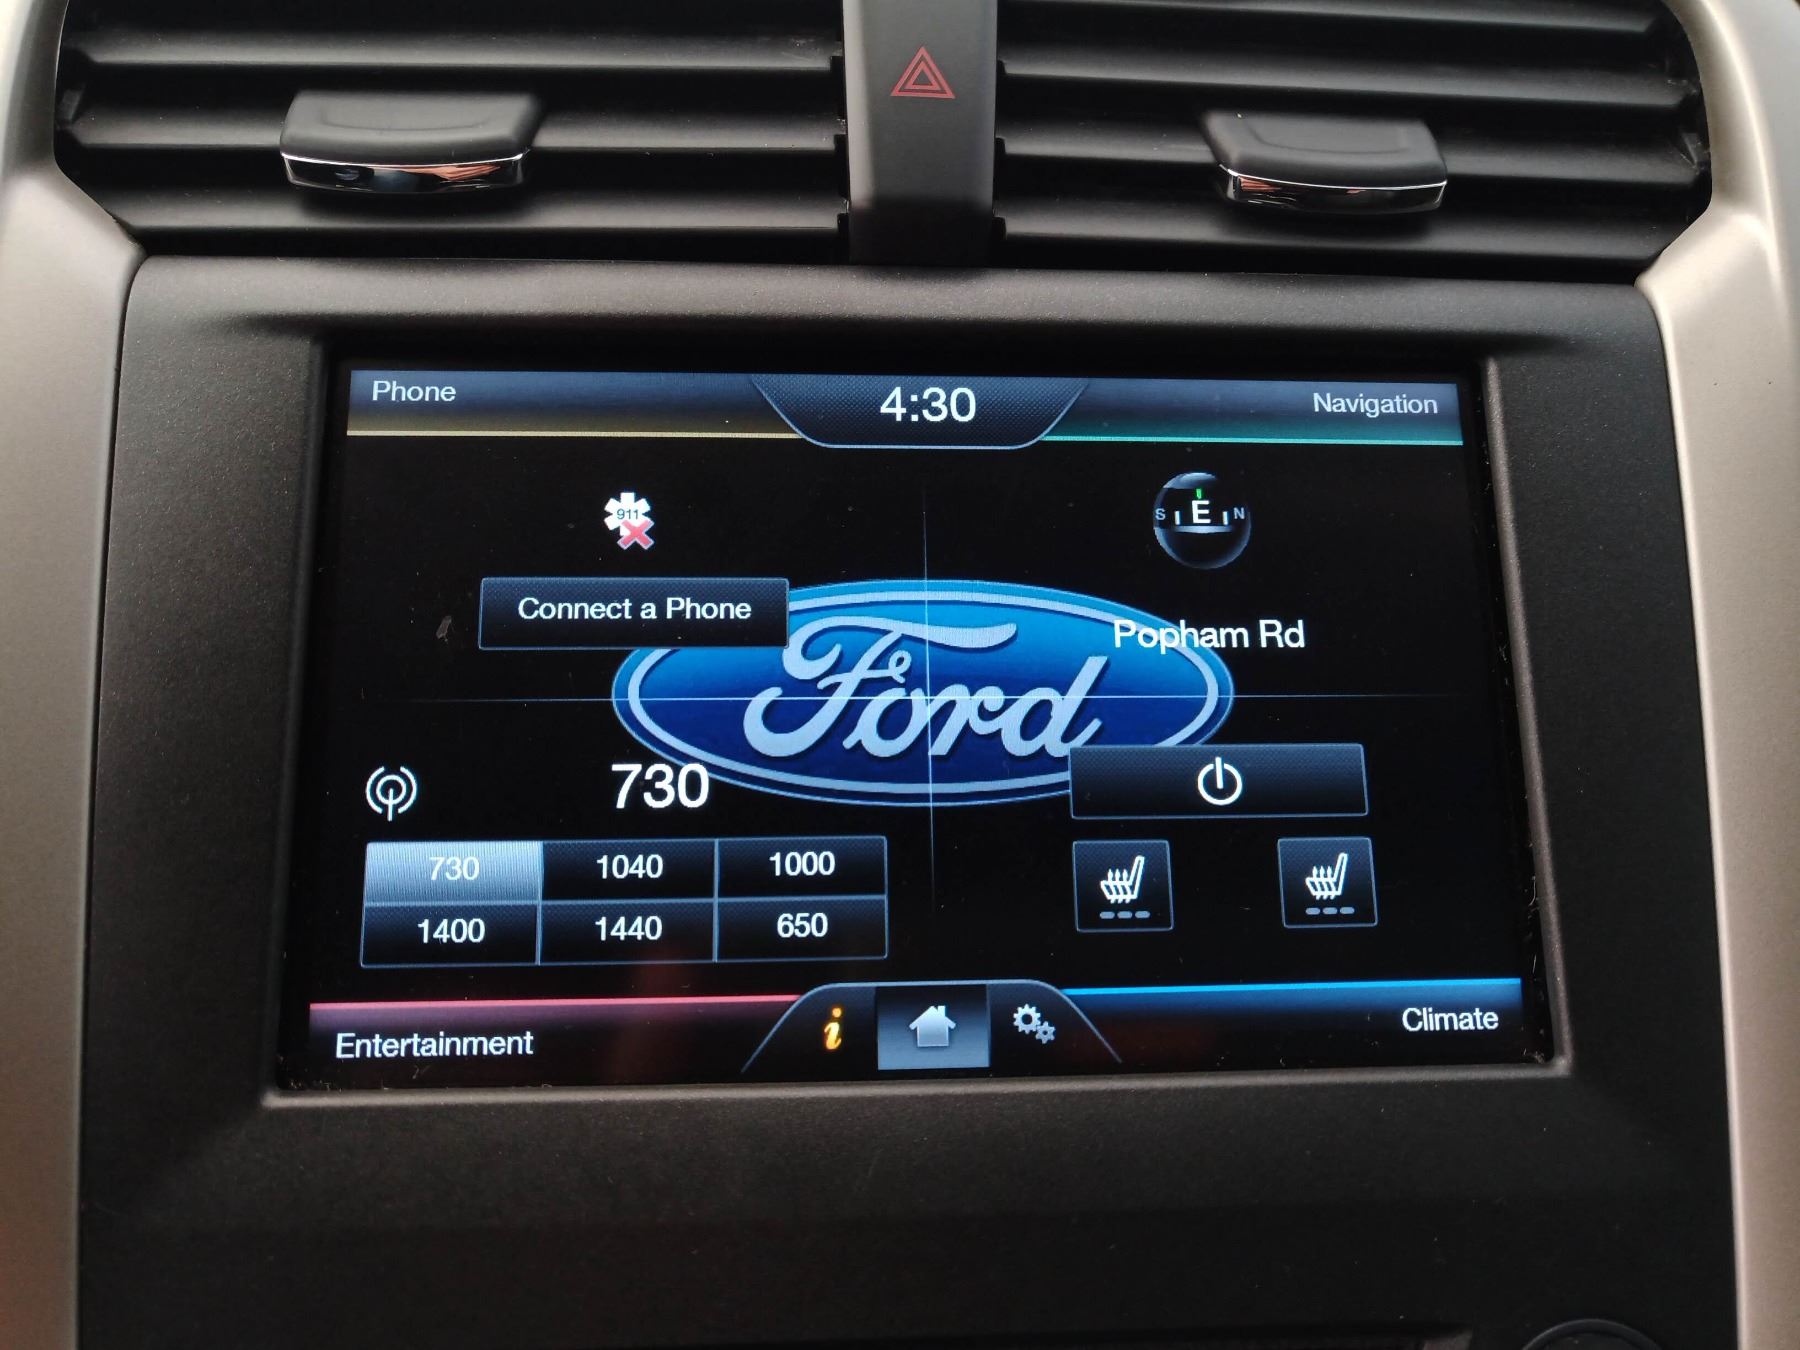 Phone
4:30
Navigation
911
S E N
Connect a Phone
Popham Rd
Ford
730
730 1040 1000
1400 1440 650
Entertainment
i
Climate